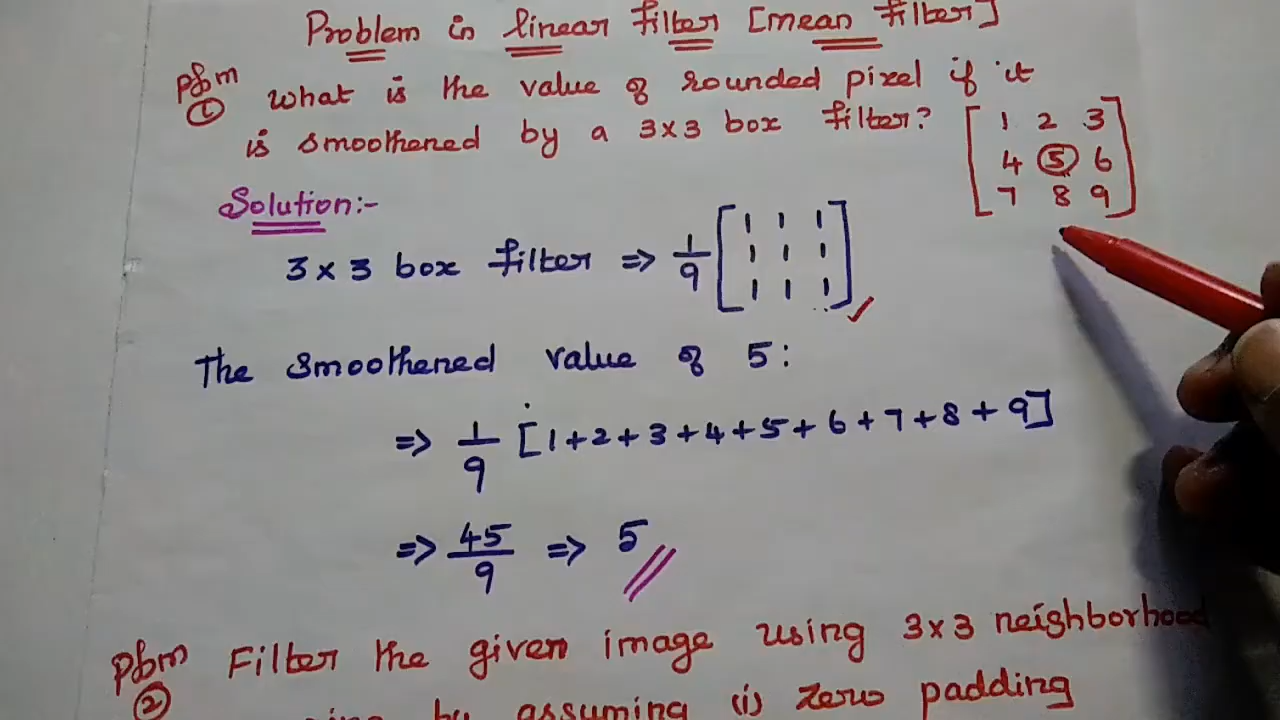 Problem in linear filter [mean filter]
Pbm
① What is the value of rounded pixel if it
is smoothened by a 3x3 box filter? [1 2 3
4 5 6
7 8 9]
Solution:-
3 x 3 box filter => 1/9 [1 1 1
1 1 1
1 1 1]
The smoothened value of 5:
=> 1/9 [1+2+3+4+5+6+7+8+9]
=> 45/9 => 5
Pbm Filter the given image using 3x3 neighborhood
② by assuming (i) zero padding